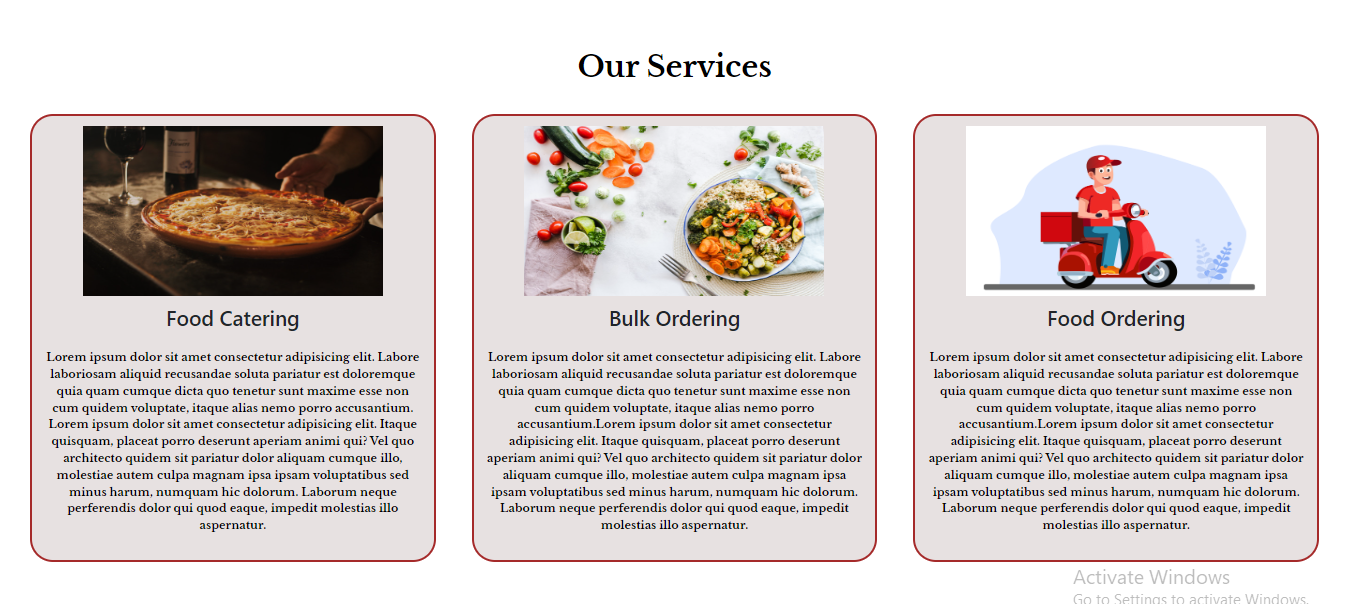 Our Services
Food Catering
Lorem ipsum dolor sit amet consectetur adipisicing elit. Labore
laboriosam aliquid recusandae soluta pariatur est doloremque
quia quam cumque dicta quo tenetur sunt maxime esse non
cum quidem voluptate, itaque alias nemo porro accusantium.
Lorem ipsum dolor sit amet consectetur adipisicing elit. Itaque
quisquam, placeat porro deserunt aperiam animi qui? Vel quo
architecto quidem sit pariatur dolor aliquam cumque illo,
molestiae autem culpa magnam ipsa ipsam voluptatibus sed
minus harum, numquam hic dolorum. Laborum neque
perferendis dolor qui quod eaque, impedit molestias illo
aspernatur.
Bulk Ordering
Lorem ipsum dolor sit amet consectetur adipisicing elit. Labore
laboriosam aliquid recusandae soluta pariatur est doloremque
quia quam cumque dicta quo tenetur sunt maxime esse non
cum quidem voluptate, itaque alias nemo porro
accusantium.Lorem ipsum dolor sit amet consectetur
adipisicing elit. Itaque quisquam, placeat porro deserunt
aperiam animi qui? Vel quo architecto quidem sit pariatur dolor
aliquam cumque illo, molestiae autem culpa magnam ipsa
ipsam voluptatibus sed minus harum, numquam hic dolorum.
Laborum neque perferendis dolor qui quod eaque, impedit
molestias illo aspernatur.
Food Ordering
Lorem ipsum dolor sit amet consectetur adipisicing elit. Labore
laboriosam aliquid recusandae soluta pariatur est doloremque
quia quam cumque dicta quo tenetur sunt maxime esse non
cum quidem voluptate, itaque alias nemo porro
accusantium.Lorem ipsum dolor sit amet consectetur
adipisicing elit. Itaque quisquam, placeat porro deserunt
aperiam animi qui? Vel quo architecto quidem sit pariatur dolor
aliquam cumque illo, molestiae autem culpa magnam ipsa
ipsam voluptatibus sed minus harum, numquam hic dolorum.
Laborum neque perferendis dolor qui quod eaque, impedit
molestias illo aspernatur.
Activate Windows
Go to Settings to activate Windows.